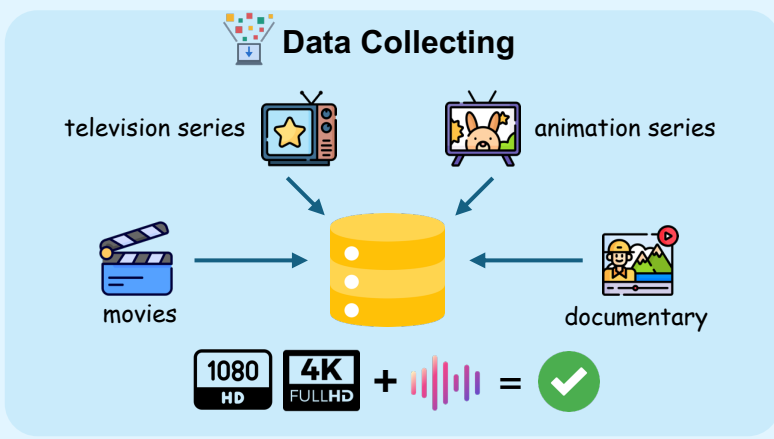 Data Collecting
television series
animation series
movies
documentary
1080
HD
4K
FULLHD
+
=